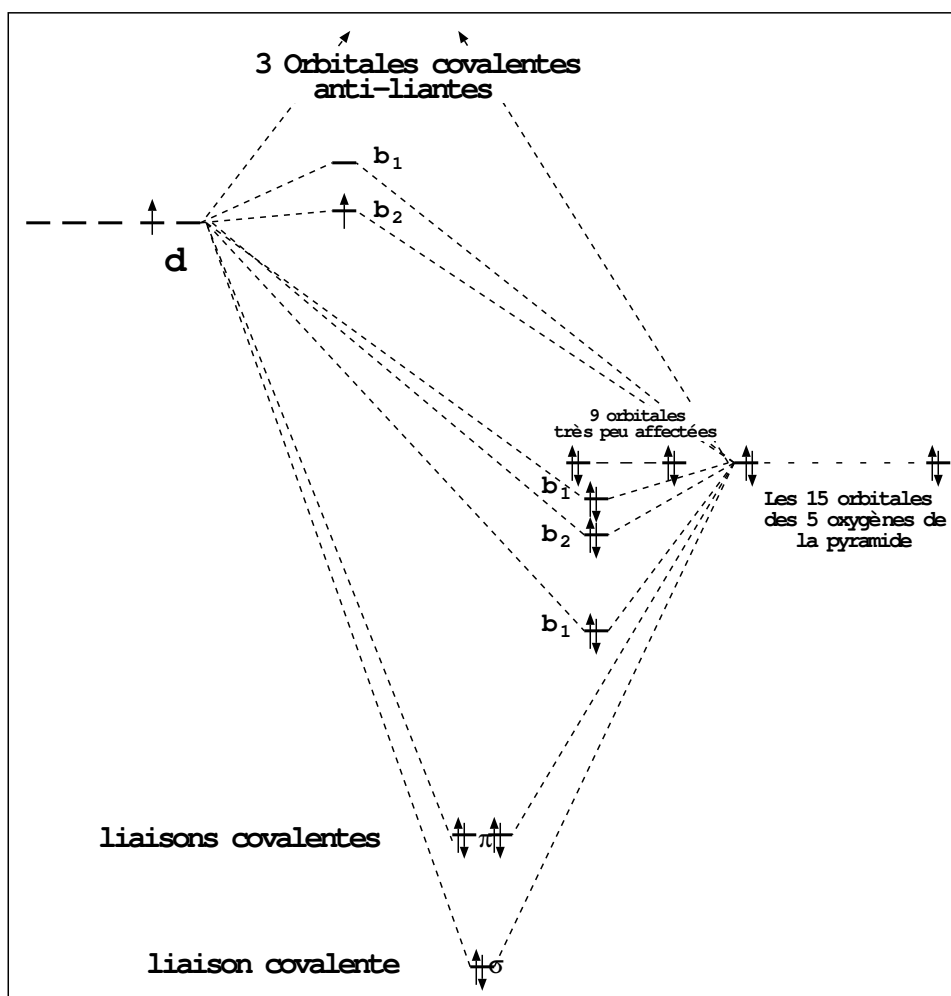 3 Orbitales covalentes
anti-liantes
b₁
b₂
d
9 orbitales
très peu affectées
b₁
Les 15 orbitales
des 5 oxygènes de
la pyramide
b₂
b₁
liaisons covalentes
π
liaison covalente
σ